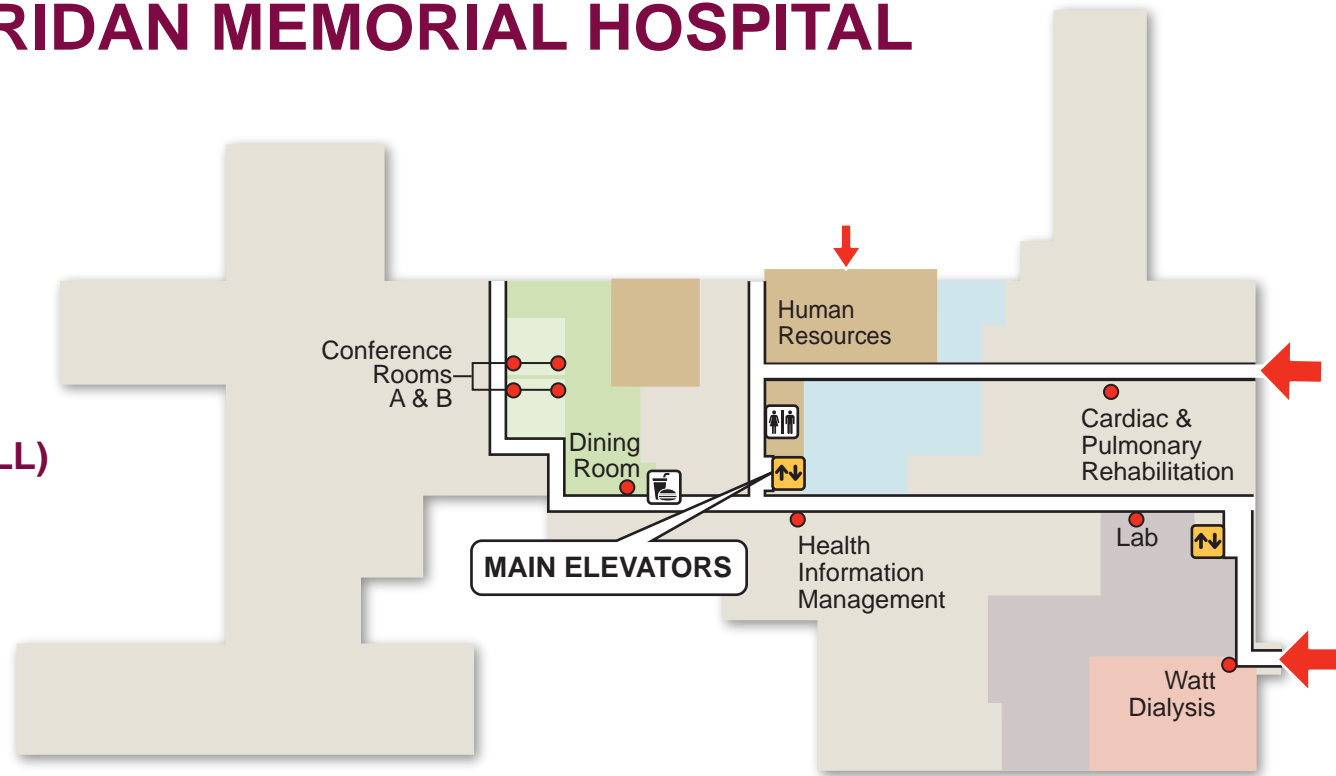 RIDAN MEMORIAL HOSPITAL
Human
Resources
Conference
Rooms
A & B
Cardiac &
Pulmonary
Rehabilitation
LL)
Dining
Room
MAIN ELEVATORS
Health
Information
Management
Lab
Watt
Dialysis